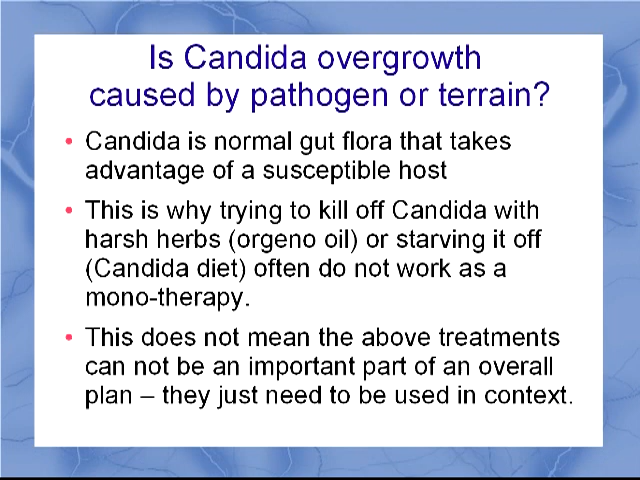 Is Candida overgrowth
caused by pathogen or terrain?
• Candida is normal gut flora that takes
advantage of a susceptible host
• This is why trying to kill off Candida with
harsh herbs (orgeno oil) or starving it off
(Candida diet) often do not work as a
mono-therapy.
• This does not mean the above treatments
can not be an important part of an overall
plan – they just need to be used in context.